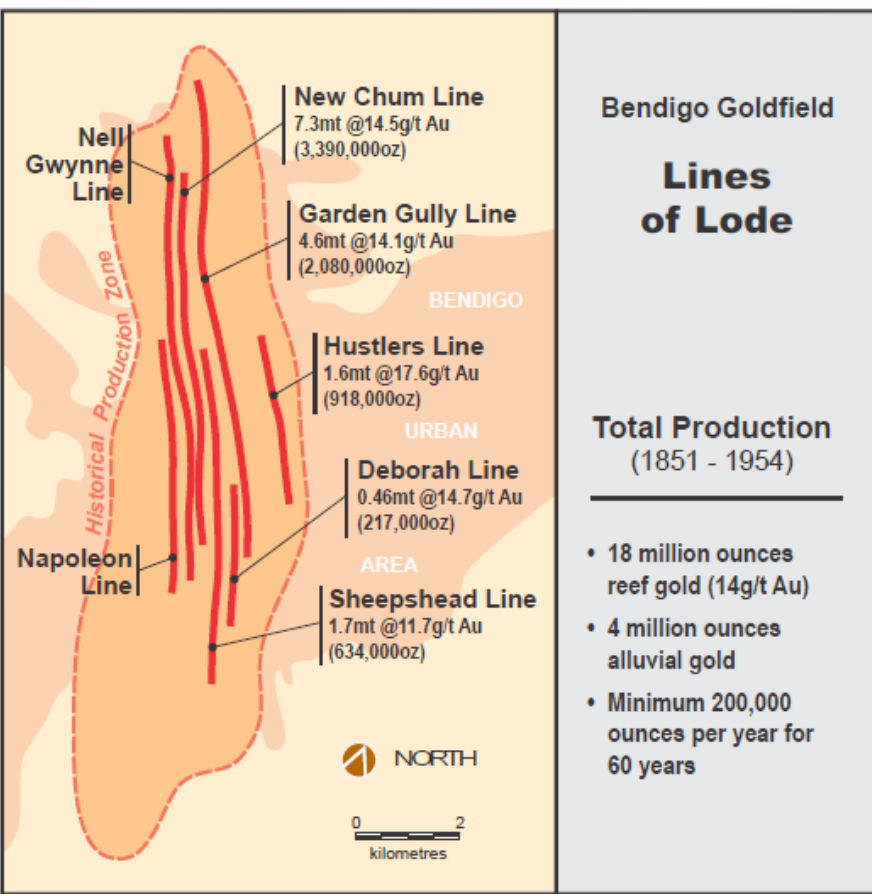 New Chum Line
7.3mt @14.5g/t Au
(3,390,000oz)
Nell
Gwynne
Line
Garden Gully Line
4.6mt @14.1g/t Au
(2,080,000oz)
Historical Production Zone
BENDIGO
Hustlers Line
1.6mt @17.6g/t Au
(918,000oz)
URBAN
Deborah Line
0.46mt @14.7g/t Au
(217,000oz)
Napoleon
Line
AREA
Sheepshead Line
1.7mt @11.7g/t Au
(634,000oz)
NORTH
0 2
kilometres
Bendigo Goldfield
Lines
of Lode
Total Production
(1851 - 1954)
• 18 million ounces
reef gold (14g/t Au)
• 4 million ounces
alluvial gold
• Minimum 200,000
ounces per year for
60 years